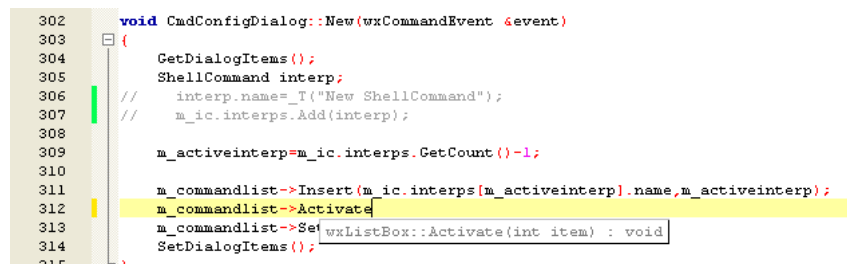 302 void CmdConfigDialog::New(wxCommandEvent &event)
303 {
304 GetDialogItems();
305 ShellCommand interp;
306 // interp.name=_T("New ShellCommand");
307 // m_ic.interps.Add(interp);
308
309 m_activeinterp=m_ic.interps.GetCount()-1;
310
311 m_commandlist->Insert(m_ic.interps[m_activeinterp].name,m_activeinterp);
312 m_commandlist->Activate
313 m_commandlist->Set
wxListBox::Activate(int item) : void
314 SetDialogItems();
315 }